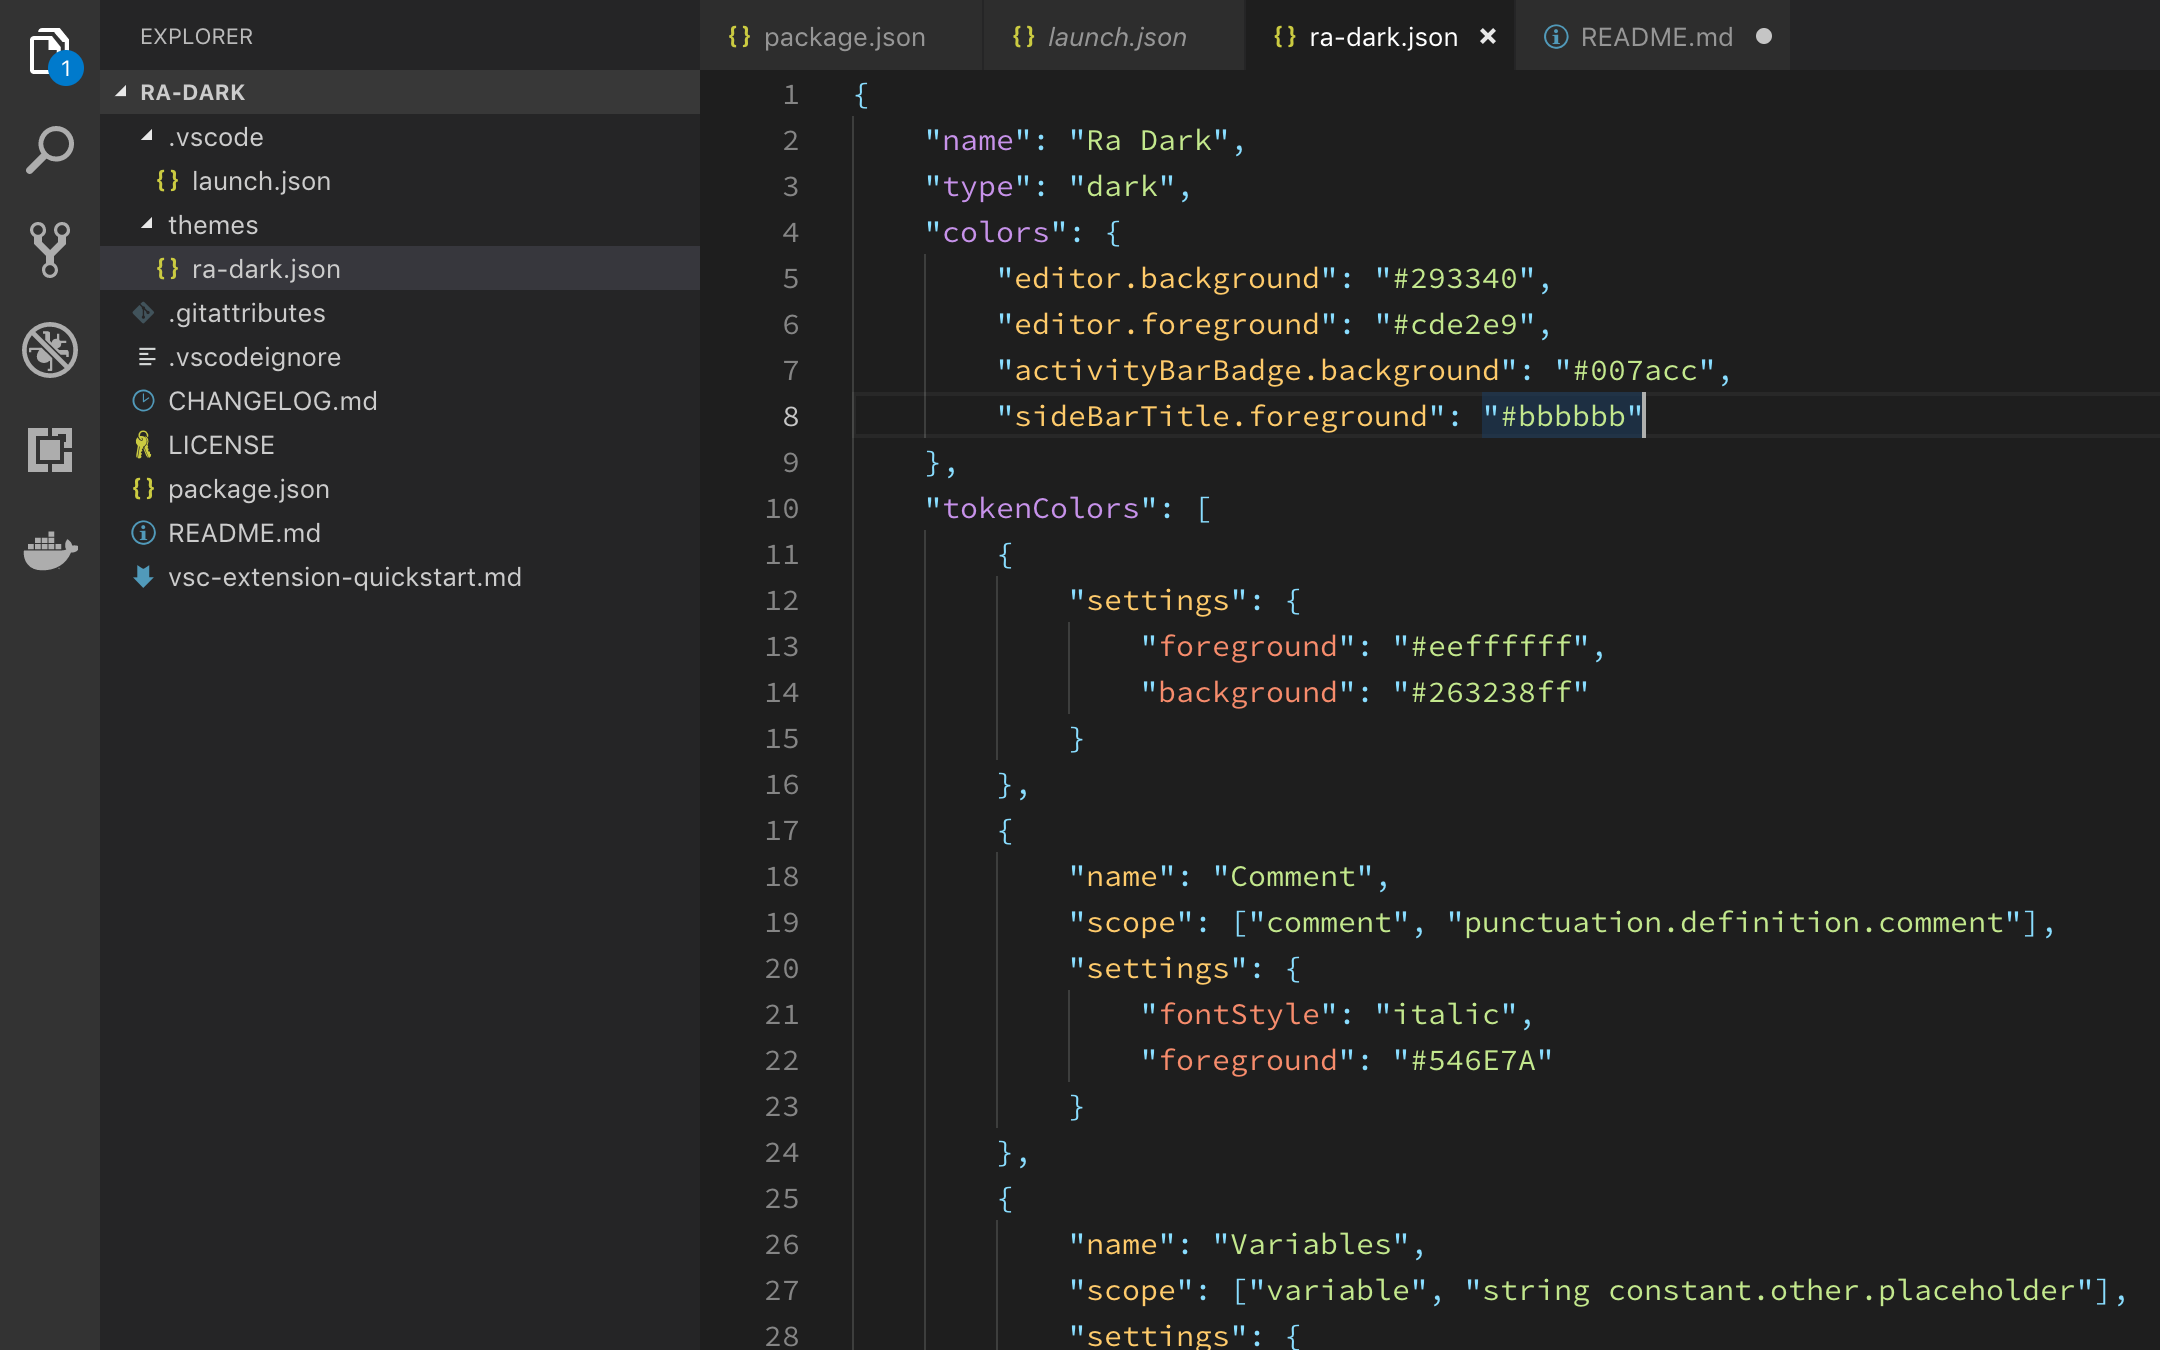 EXPLORER
1
RA-DARK
.vscode
{} launch.json
themes
{} ra-dark.json
.gitattributes
.vscodeignore
CHANGELOG.md
LICENSE
{} package.json
README.md
vsc-extension-quickstart.md
{} package.json {} launch.json {} ra-dark.json × README.md
1 {
2 "name": "Ra Dark",
3 "type": "dark",
4 "colors": {
5 "editor.background": "#293340",
6 "editor.foreground": "#cde2e9",
7 "activityBarBadge.background": "#007acc",
8 "sideBarTitle.foreground": "#bbbbbb"
9 },
10 "tokenColors": [
11 {
12 "settings": {
13 "foreground": "#eeffffff",
14 "background": "#263238ff"
15 }
16 },
17 {
18 "name": "Comment",
19 "scope": ["comment", "punctuation.definition.comment"],
20 "settings": {
21 "fontStyle": "italic",
22 "foreground": "#546E7A"
23 }
24 },
25 {
26 "name": "Variables",
27 "scope": ["variable", "string constant.other.placeholder"],
28 "settings": {